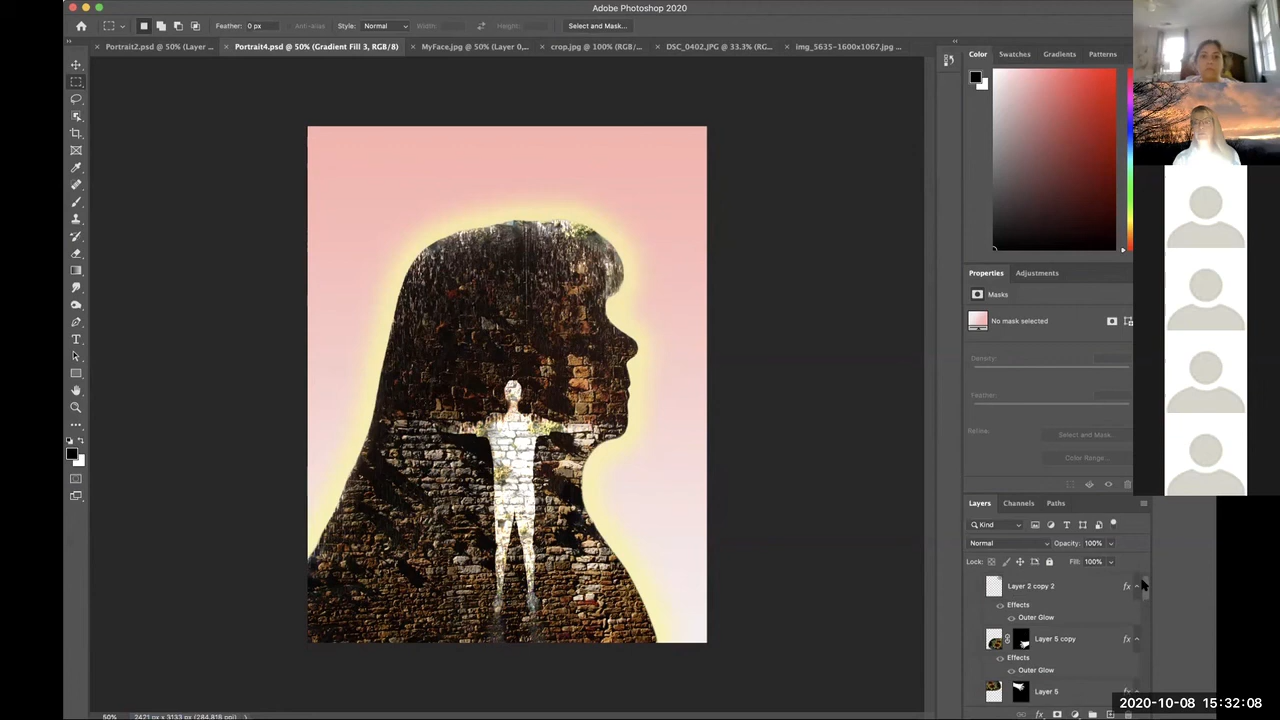 Adobe Photoshop 2020
Feather: 0 px Anti-alias Style: Normal Width: Height: Select and Mask...
Portrait2.psd @ 50% (Layer ... Portrait4.psd @ 50% (Gradient Fill 3, RGB/8) MyFace.jpg @ 50% (Layer 0,... crop.jpg @ 100% (RGB/... DSC_0402.JPG @ 33.3% (RG... img_5635-1600x1067.jpg ...
Color Swatches Gradients Patterns
Properties Adjustments
Masks
No mask selected
Density:
Feather:
Refine:
Select and Mask...
Color Range...
Layers Channels Paths
Kind
Normal Opacity: 100%
Lock: Fill: 100%
Layer 2 copy 2 fx
Effects
Outer Glow
Layer 5 copy fx
Effects
Outer Glow
Layer 5 fx
50% 2421 px x 3133 px (284.818 ppi)
2020-10-08 15:32:08